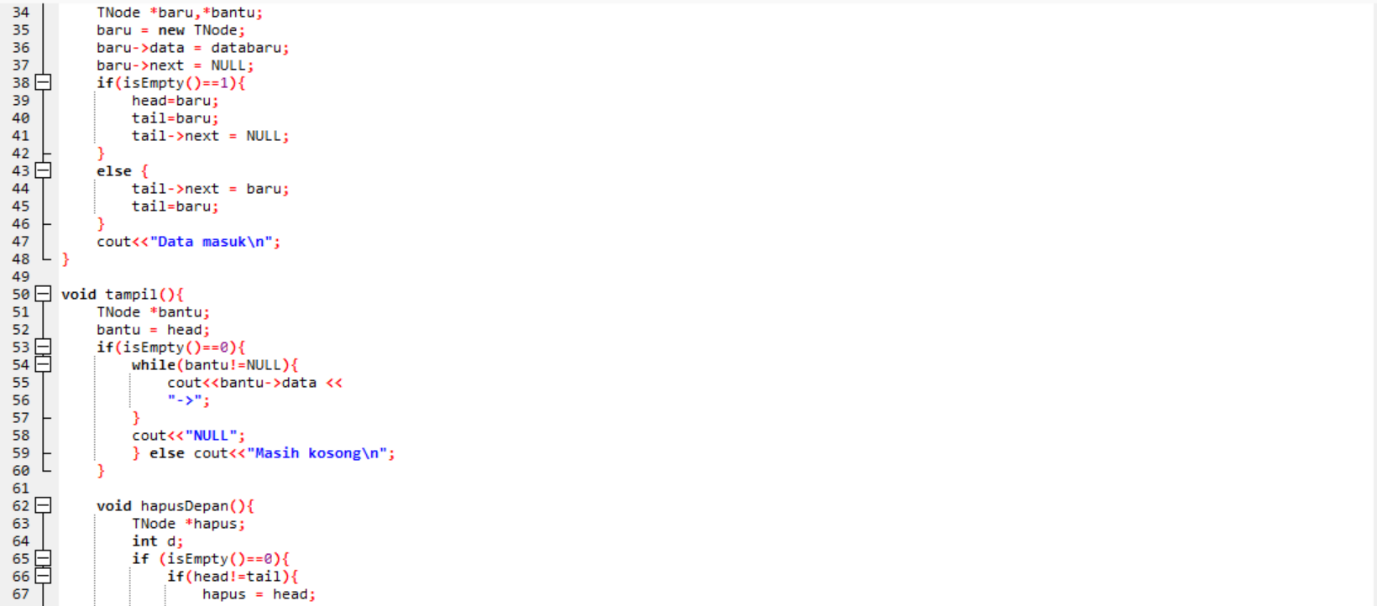 34 TNode *baru,*bantu;
35 baru = new TNode;
36 baru->data = databaru;
37 baru->next = NULL;
38 if(isEmpty()==1){
39 head=baru;
40 tail=baru;
41 tail->next = NULL;
42 }
43 else {
44 tail->next = baru;
45 tail=baru;
46 }
47 cout<<"Data masuk\n";
48 }
49
50 void tampil(){
51 TNode *bantu;
52 bantu = head;
53 if(isEmpty()==0){
54 while(bantu!=NULL){
55 cout<<bantu->data <<
56 "->";
57 }
58 cout<<"NULL";
59 } else cout<<"Masih kosong\n";
60 }
61
62 void hapusDepan(){
63 TNode *hapus;
64 int d;
65 if (isEmpty()==0){
66 if(head!=tail){
67 hapus = head;